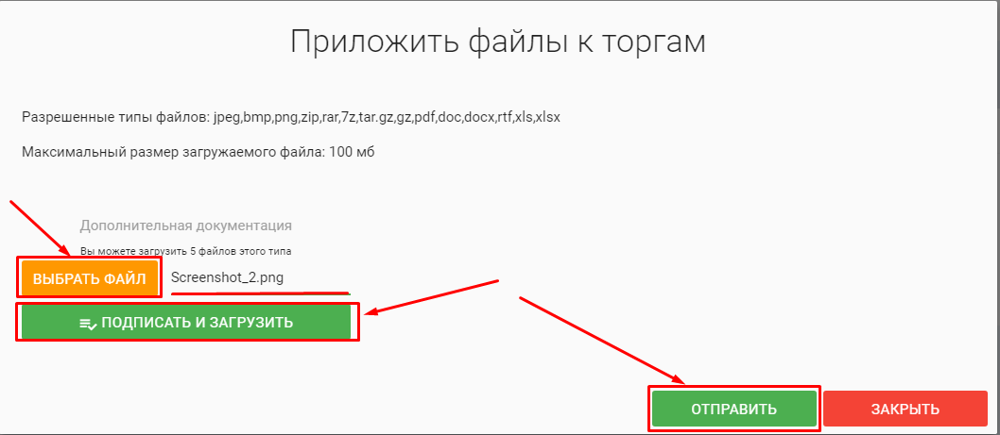 Приложить файлы к торгам
Разрешенные типы файлов: jpeg,bmp,png,zip,rar,7z,tar.gz,gz,pdf,doc,docx,rtf,xls,xlsx
Максимальный размер загружаемого файла: 100 мб
Дополнительная документация
Вы можете загрузить 5 файлов этого типа
ВЫБРАТЬ ФАЙЛ Screenshot_2.png
ПОДПИСАТЬ И ЗАГРУЗИТЬ
ОТПРАВИТЬ ЗАКРЫТЬ